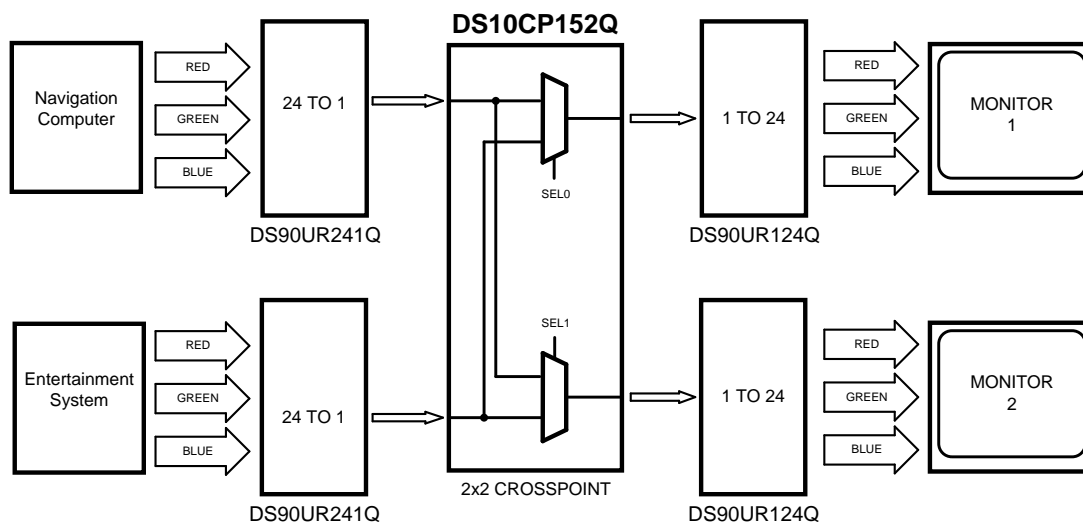 DS10CP152Q
Navigation
Computer
RED
GREEN
BLUE
24 TO 1
DS90UR241Q
SEL0
1 TO 24
DS90UR124Q
RED
GREEN
BLUE
MONITOR
1
Entertainment
System
RED
GREEN
BLUE
24 TO 1
DS90UR241Q
SEL1
2x2 CROSSPOINT
1 TO 24
DS90UR124Q
RED
GREEN
BLUE
MONITOR
2